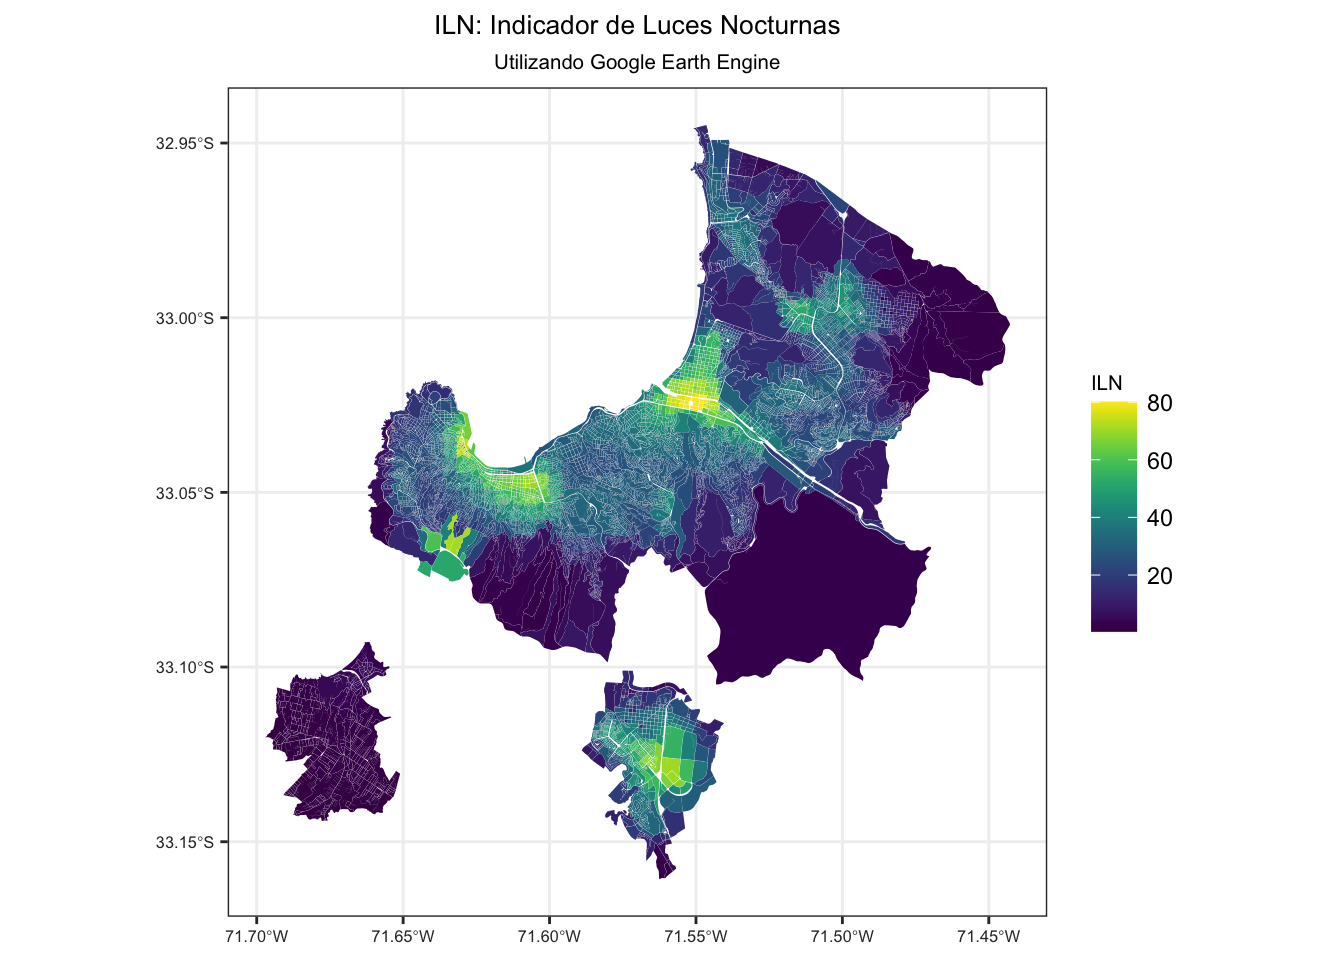 ILN: Indicador de Luces Nocturnas
Utilizando Google Earth Engine
32.95°S
33.00°S
33.05°S
33.10°S
33.15°S
71.70°W
71.65°W
71.60°W
71.55°W
71.50°W
71.45°W
ILN
80
60
40
20